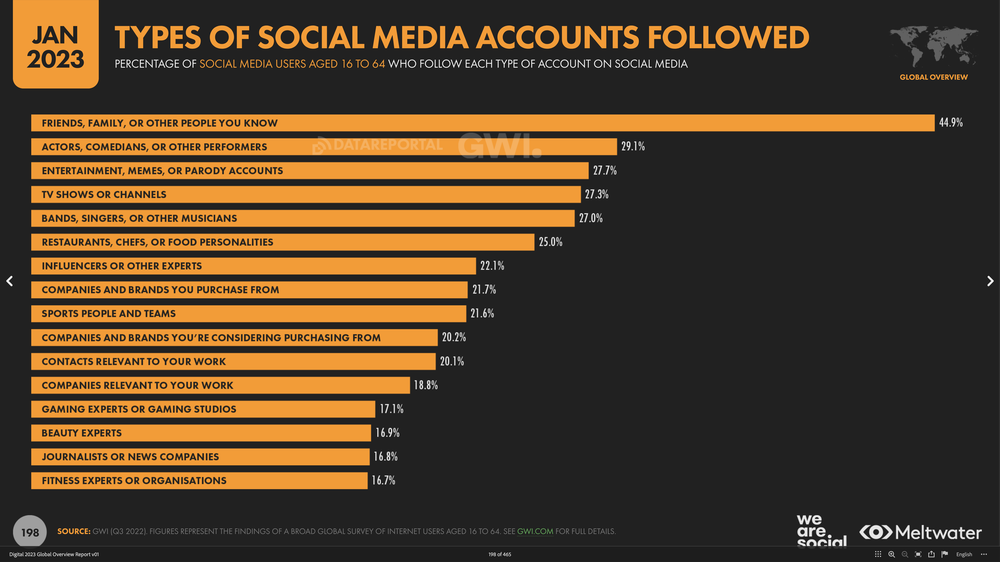 JAN
2023
TYPES OF SOCIAL MEDIA ACCOUNTS FOLLOWED
PERCENTAGE OF SOCIAL MEDIA USERS AGED 16 TO 64 WHO FOLLOW EACH TYPE OF ACCOUNT ON SOCIAL MEDIA
GLOBAL OVERVIEW
FRIENDS, FAMILY, OR OTHER PEOPLE YOU KNOW 44.9%
DATAREPORTAL GWI.
ACTORS, COMEDIANS, OR OTHER PERFORMERS 29.1%
ENTERTAINMENT, MEMES, OR PARODY ACCOUNTS 27.7%
TV SHOWS OR CHANNELS 27.3%
BANDS, SINGERS, OR OTHER MUSICIANS 27.0%
RESTAURANTS, CHEFS, OR FOOD PERSONALITIES 25.0%
INFLUENCERS OR OTHER EXPERTS 22.1%
COMPANIES AND BRANDS YOU PURCHASE FROM 21.7%
SPORTS PEOPLE AND TEAMS 21.6%
COMPANIES AND BRANDS YOU’RE CONSIDERING PURCHASING FROM 20.2%
CONTACTS RELEVANT TO YOUR WORK 20.1%
COMPANIES RELEVANT TO YOUR WORK 18.8%
GAMING EXPERTS OR GAMING STUDIOS 17.1%
BEAUTY EXPERTS 16.9%
JOURNALISTS OR NEWS COMPANIES 16.8%
FITNESS EXPERTS OR ORGANISATIONS 16.7%
198
SOURCE: GWI (Q3 2022). FIGURES REPRESENT THE FINDINGS OF A BROAD GLOBAL SURVEY OF INTERNET USERS AGED 16 TO 64. SEE GWI.COM FOR FULL DETAILS.
we
are
social
Meltwater
Digital 2023 Global Overview Report v01
198 of 465
English